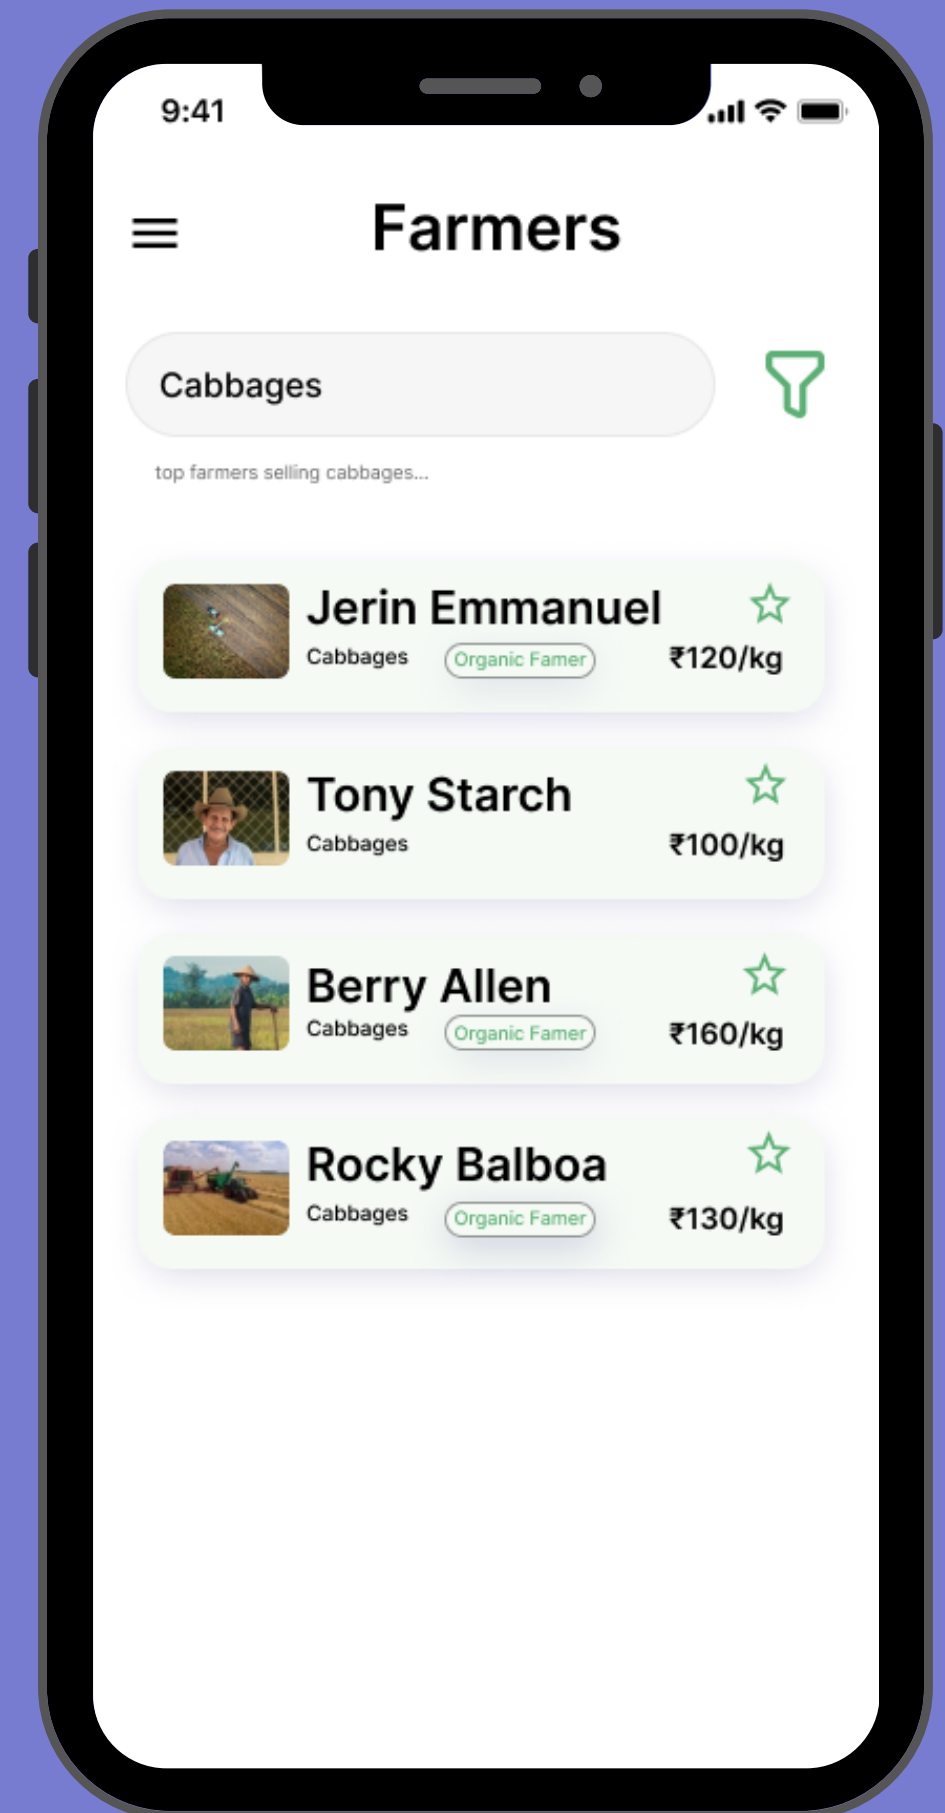 9:41
Farmers
Cabbages
top farmers selling cabbages...
Jerin Emmanuel
Cabbages Organic Famer ₹120/kg
Tony Starch
Cabbages ₹100/kg
Berry Allen
Cabbages Organic Famer ₹160/kg
Rocky Balboa
Cabbages Organic Famer ₹130/kg